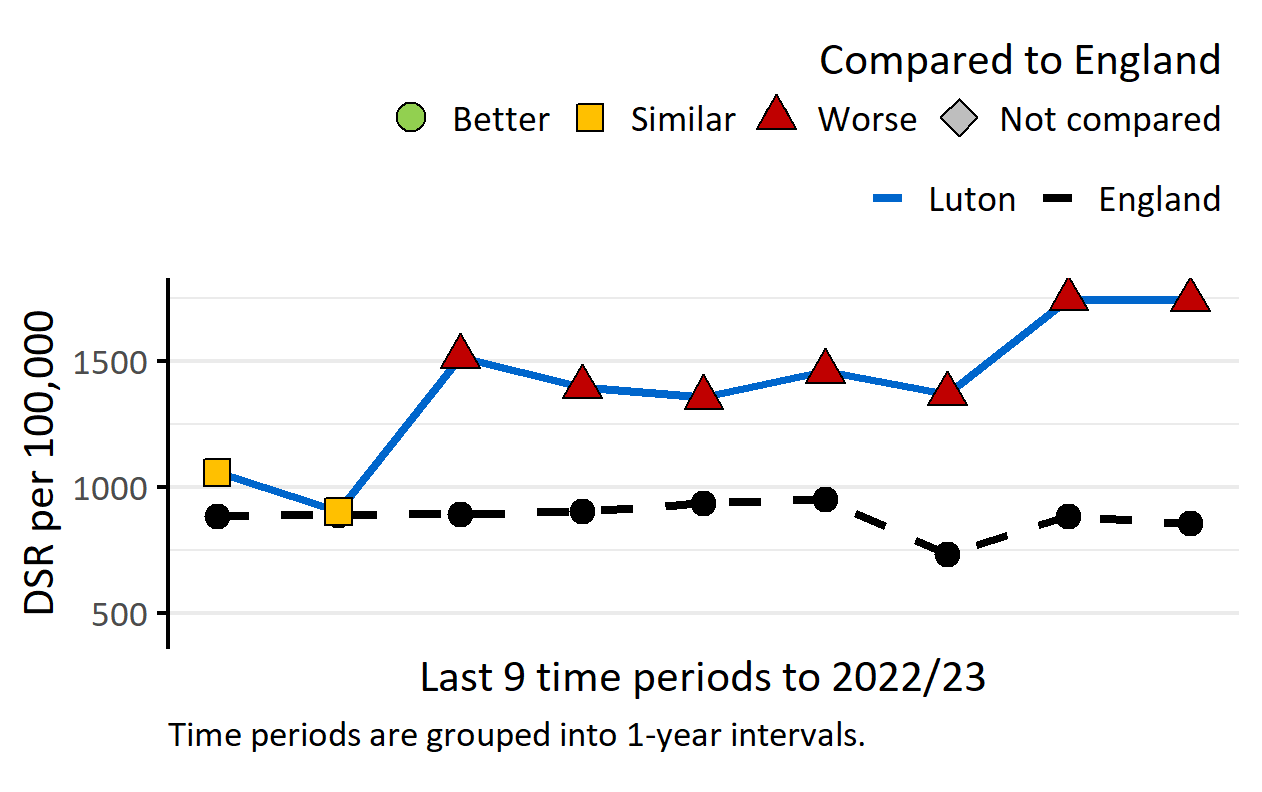 Compared to England
Better Similar Worse Not compared
Luton England
DSR per 100,000
1500
1000
500
Last 9 time periods to 2022/23
Time periods are grouped into 1-year intervals.